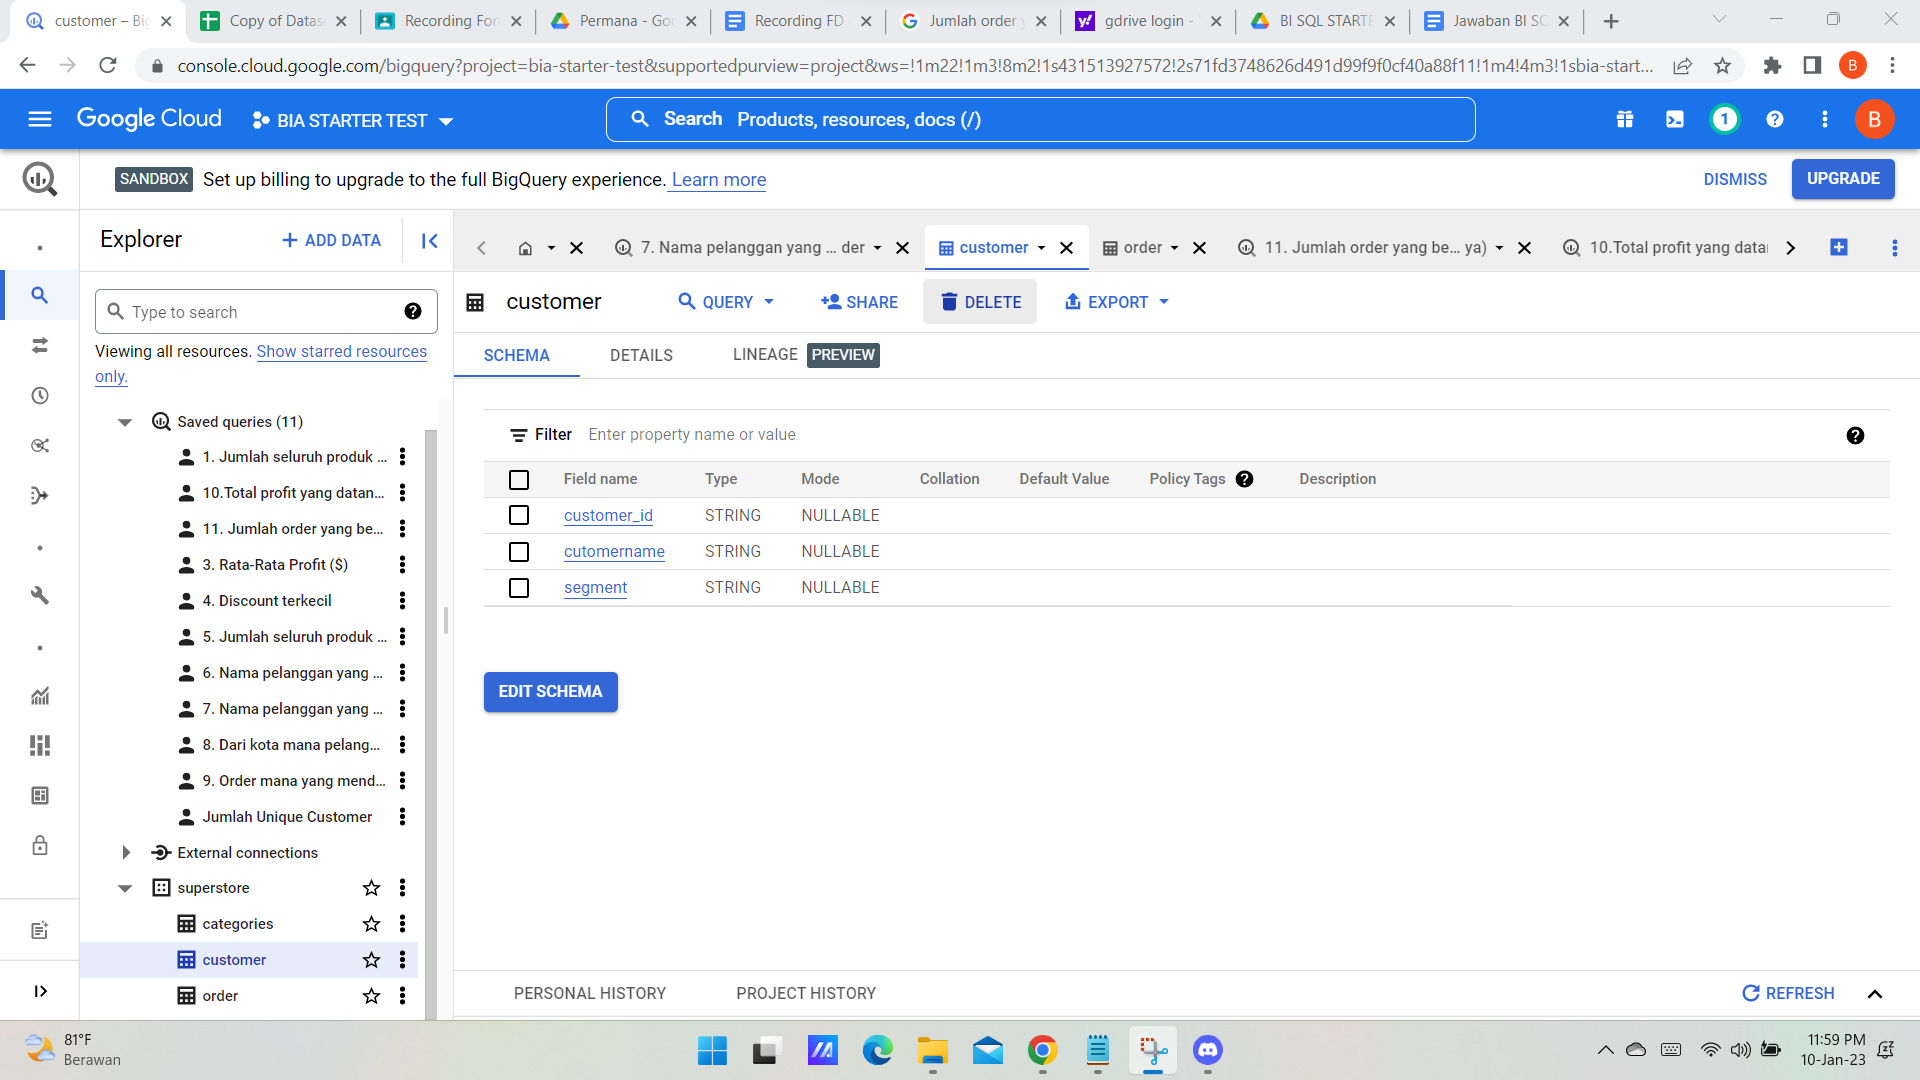 customer – Bi
Copy of Datas
Recording For
Permana - Goo
Recording FD
Jumlah order y
gdrive login -
BI SQL STARTE
Jawaban BI SQ
console.cloud.google.com/bigquery?project=bia-starter-test&supportedpurview=project&ws=!1m22!1m3!8m2!1s431513927572!2s71fd3748626d491d99f9f0cf40a88f11!1m4!4m3!1sbia-start...
B
Google Cloud
BIA STARTER TEST
Search Products, resources, docs (/)
1
B
SANDBOX Set up billing to upgrade to the full BigQuery experience. Learn more
DISMISS
UPGRADE
Explorer
ADD DATA
7. Nama pelanggan yang ... der
customer
order
11. Jumlah order yang be... ya)
10.Total profit yang datan
Type to search
Viewing all resources. Show starred resources
only.
customer
QUERY
SHARE
DELETE
EXPORT
SCHEMA
DETAILS
LINEAGE PREVIEW
Saved queries (11)
1. Jumlah seluruh produk ...
10.Total profit yang datan...
11. Jumlah order yang be...
3. Rata-Rata Profit ($)
4. Discount terkecil
5. Jumlah seluruh produk ...
6. Nama pelanggan yang ...
7. Nama pelanggan yang ...
8. Dari kota mana pelang...
9. Order mana yang mend...
Jumlah Unique Customer
External connections
superstore
categories
customer
order
Filter Enter property name or value
Field name Type Mode Collation Default Value Policy Tags Description
customer_id STRING NULLABLE
cutomername STRING NULLABLE
segment STRING NULLABLE
EDIT SCHEMA
PERSONAL HISTORY
PROJECT HISTORY
REFRESH
81°F
Berawan
11:59 PM
10-Jan-23